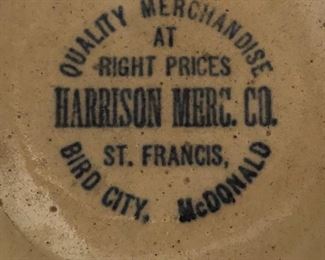 QUALITY MERCHANDISE
AT
RIGHT PRICES
HARRISON MERC. CO.
ST. FRANCIS,
BIRD CITY, McDONALD